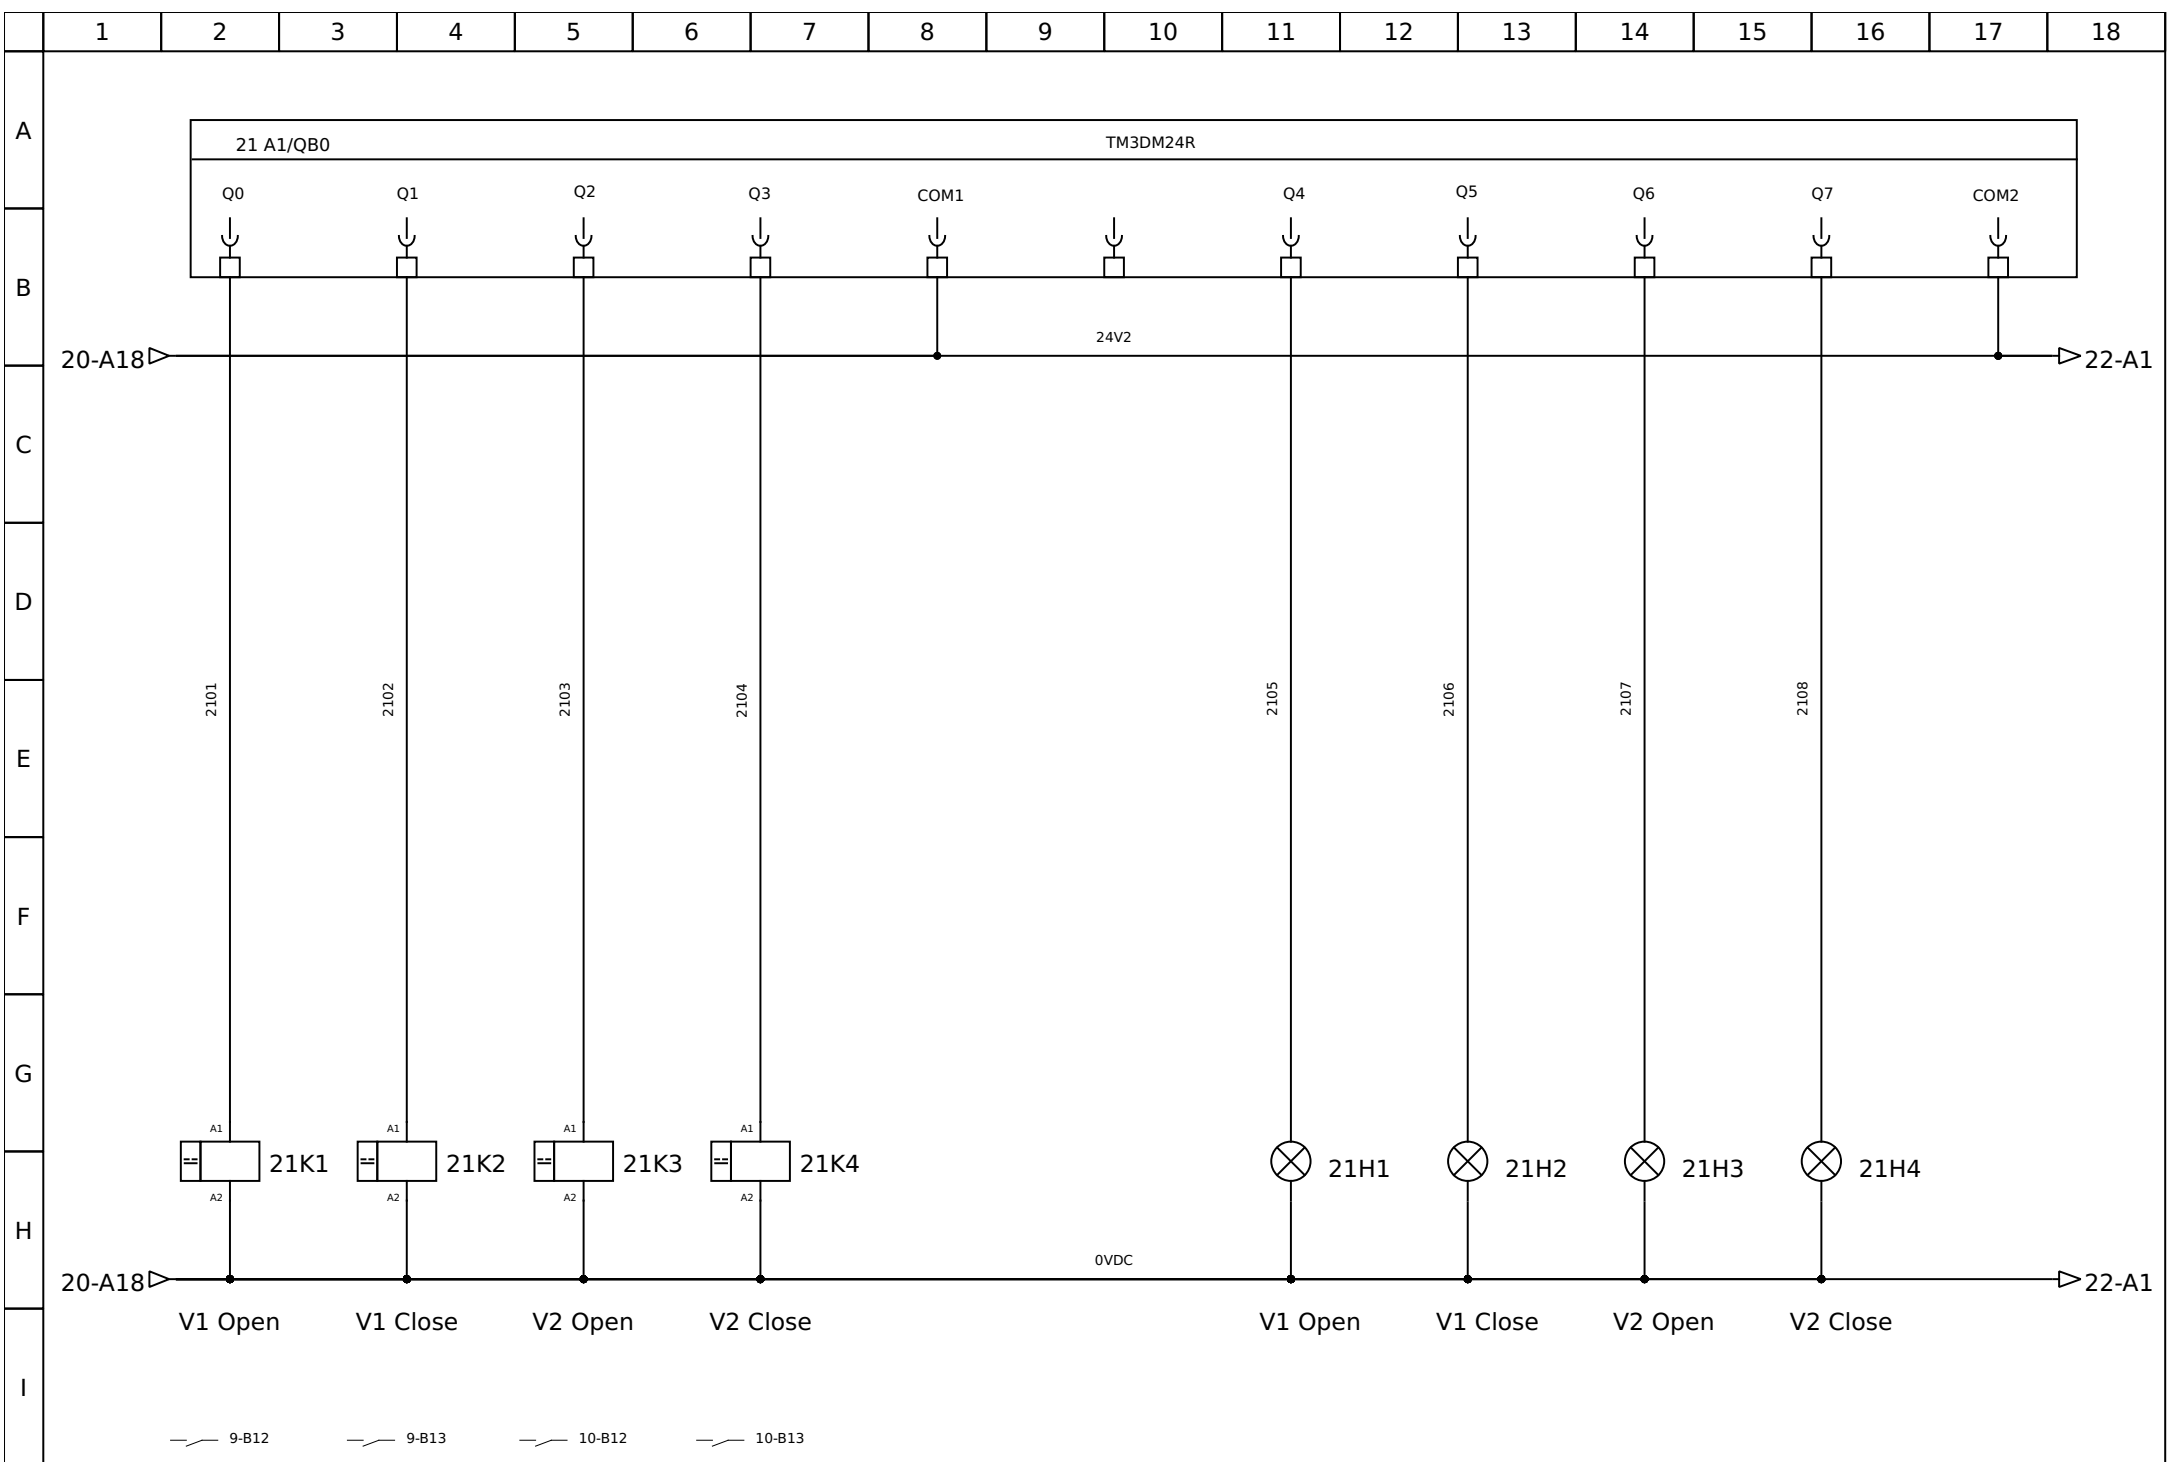 1 2 3 4 5 6 7 8 9 10 11 12 13 14 15 16 17 18
A
21 A1/QB0 TM3DM24R
Q0 Q1 Q2 Q3 COM1 Q4 Q5 Q6 Q7 COM2
B
24V2
20-A18 22-A1
C
D
2101 2102 2103 2104 2105 2106 2107 2108
E
F
G
A1 A1 A1 A1
21K1 21K2 21K3 21K4 21H1 21H2 21H3 21H4
A2 A2 A2 A2
H
0VDC
20-A18 22-A1
V1 Open V1 Close V2 Open V2 Close V1 Open V1 Close V2 Open V2 Close
I
9-B12 9-B13 10-B12 10-B13